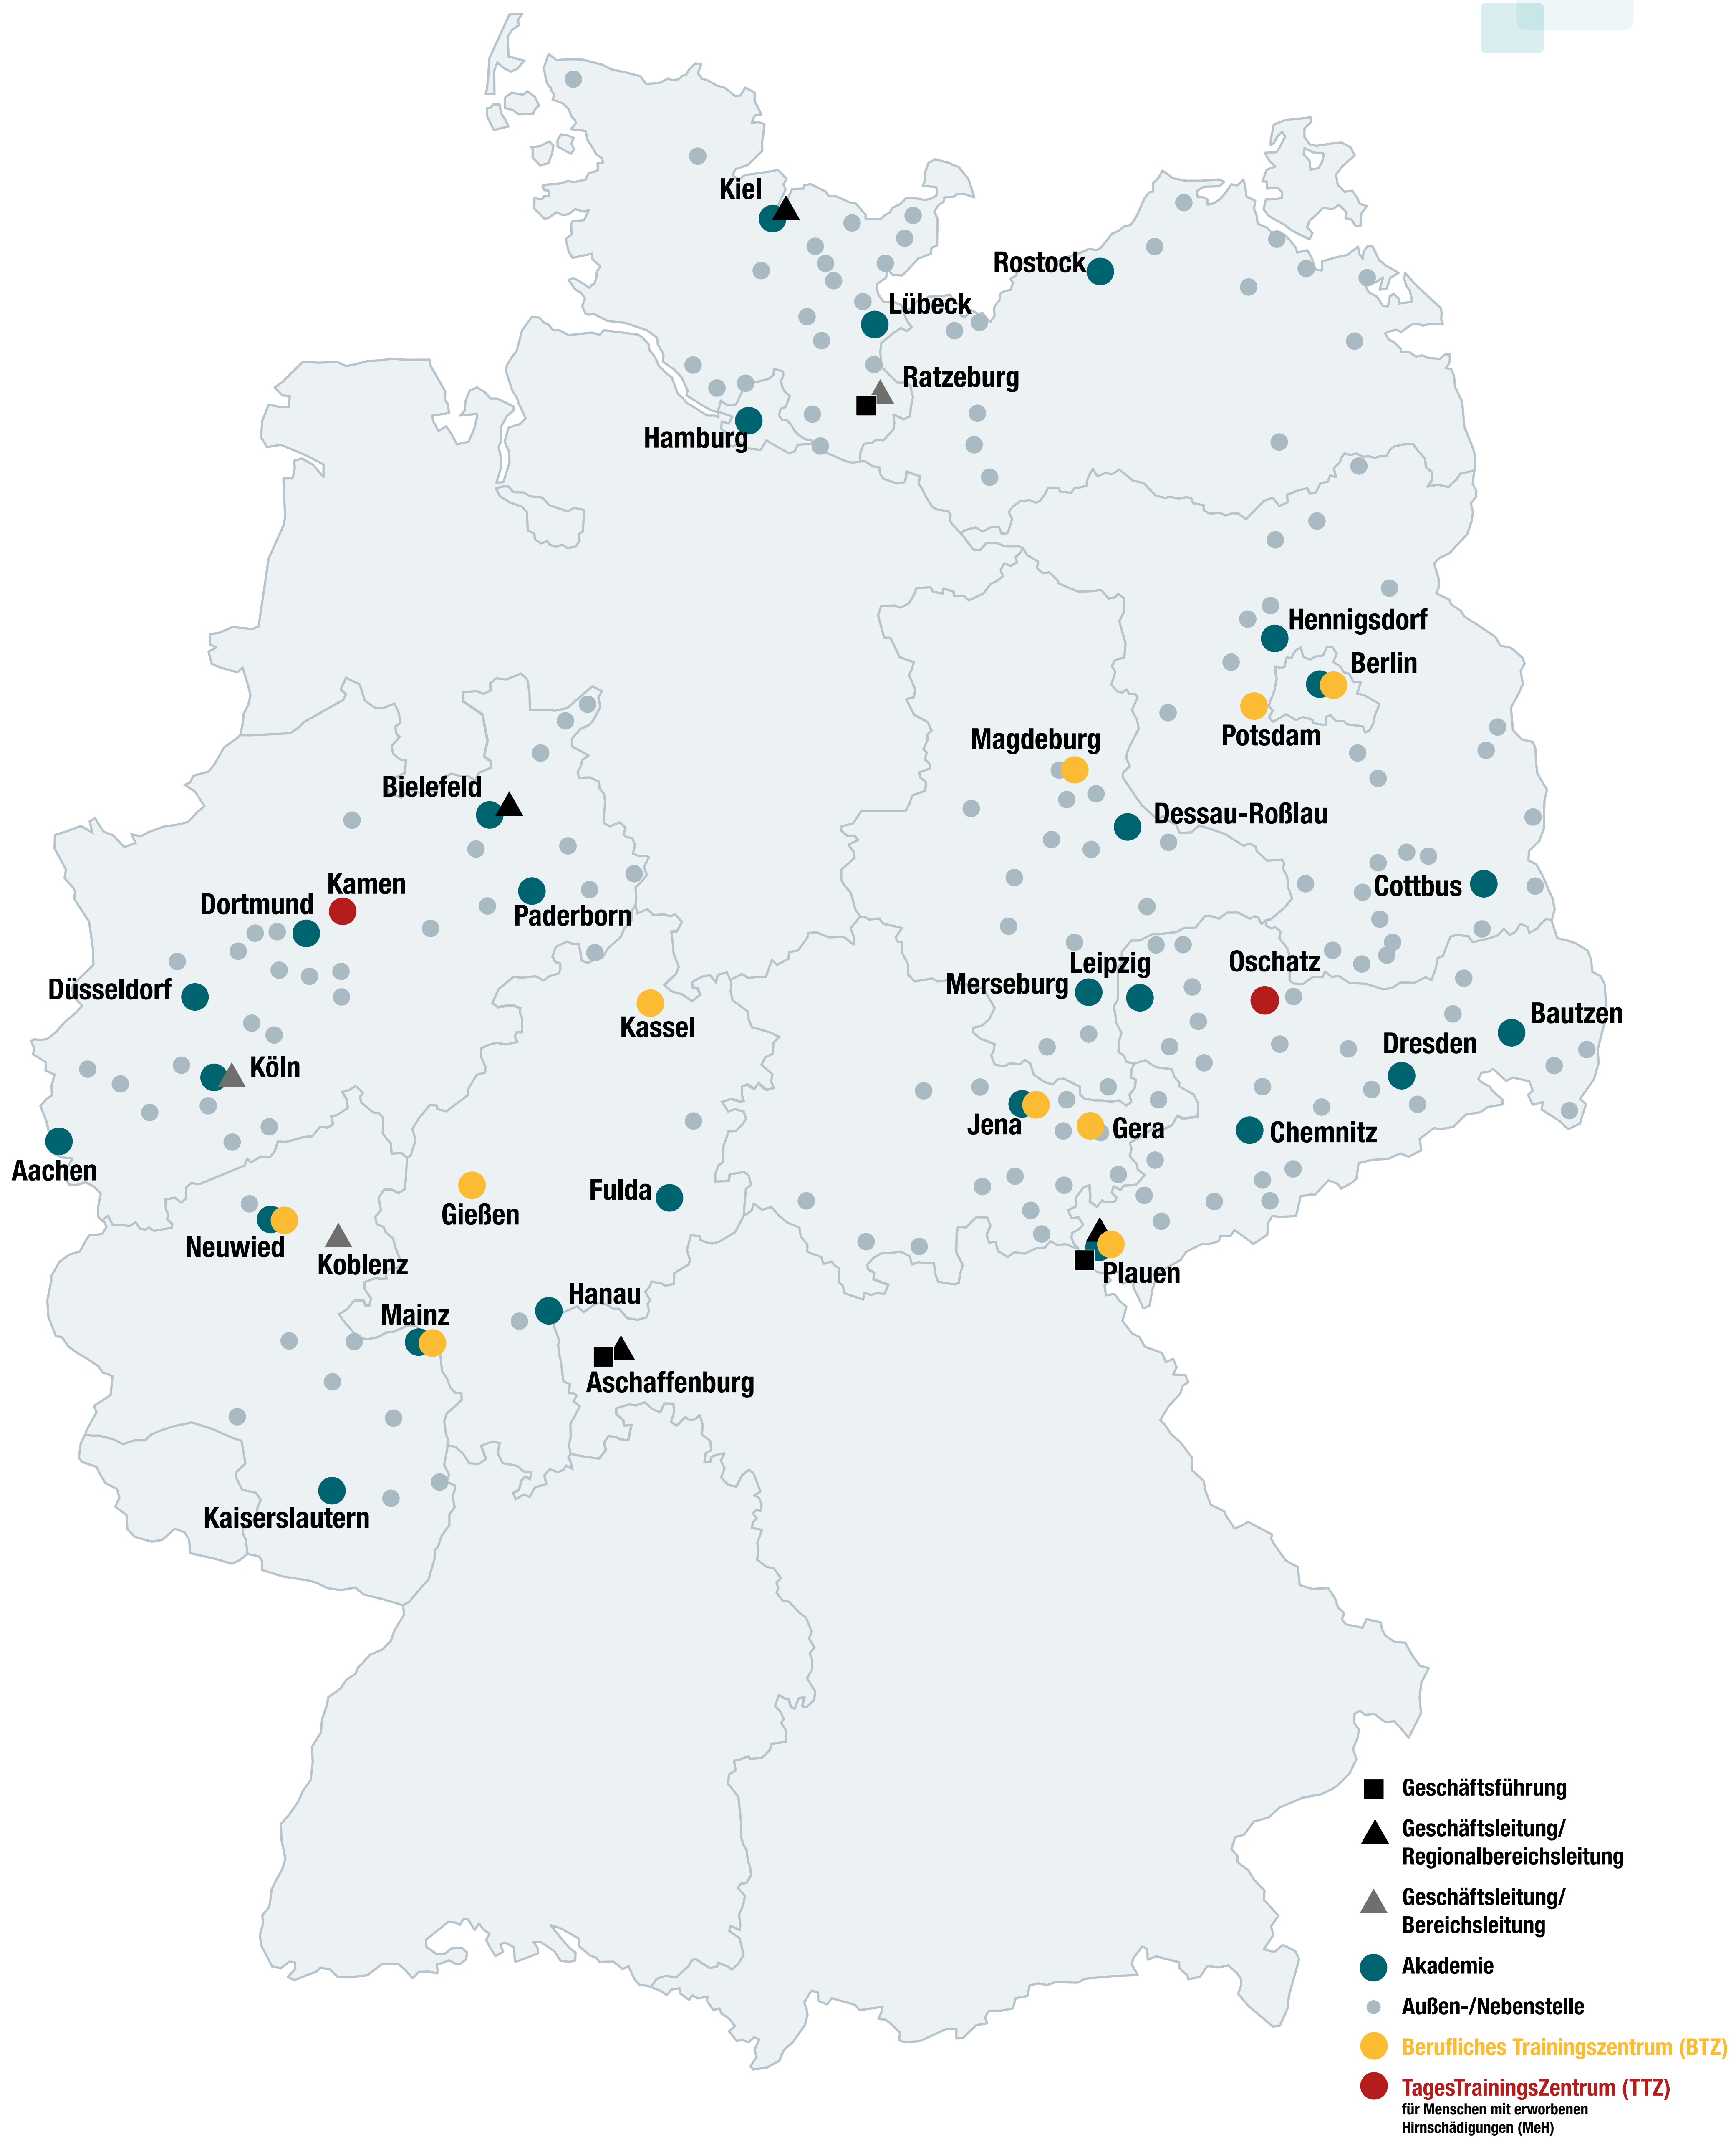 Kiel
Rostock
Lübeck
Ratzeburg
Hamburg
Hennigsdorf
Berlin
Potsdam
Magdeburg
Bielefeld
Dessau-Roßlau
Kamen
Cottbus
Dortmund
Paderborn
Leipzig
Oschatz
Merseburg
Düsseldorf
Bautzen
Kassel
Dresden
Köln
Jena
Gera
Chemnitz
Aachen
Fulda
Gießen
Neuwied
Koblenz
Plauen
Hanau
Mainz
Aschaffenburg
Kaiserslautern
Geschäftsführung
Geschäftsleitung/
Regionalbereichsleitung
Geschäftsleitung/
Bereichsleitung
Akademie
Außen-/Nebenstelle
Berufliches Trainingszentrum (BTZ)
TagesTrainingsZentrum (TTZ)
für Menschen mit erworbenen
Hirnschädigungen (MeH)